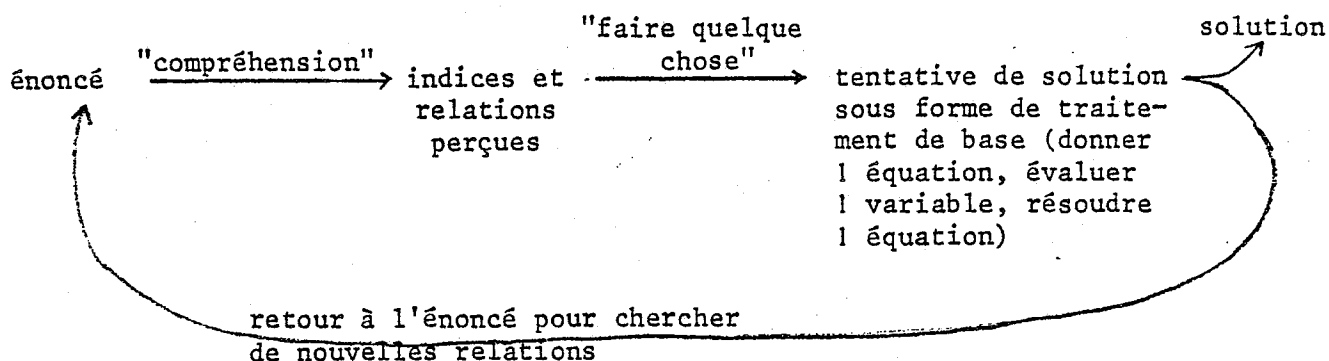 "faire quelque
chose"
solution
"compréhension"
énoncé
indices et
relations
perçues
tentative de solution
sous forme de traite-
ment de base (donner
1 équation, évaluer
1 variable, résoudre
1 équation)
retour à l'énoncé pour chercher
de nouvelles relations